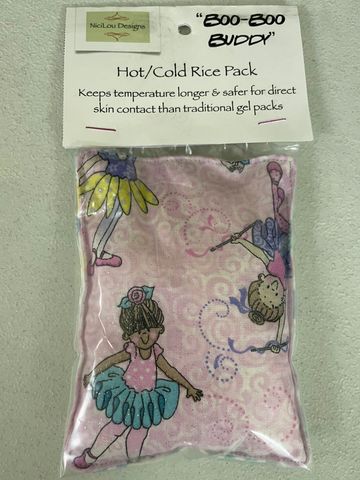 NiciLou Designs
"BOO-BOO
BUDDY"
Hot/Cold Rice Pack
Keeps temperature longer & safer for direct
skin contact than traditional gel packs